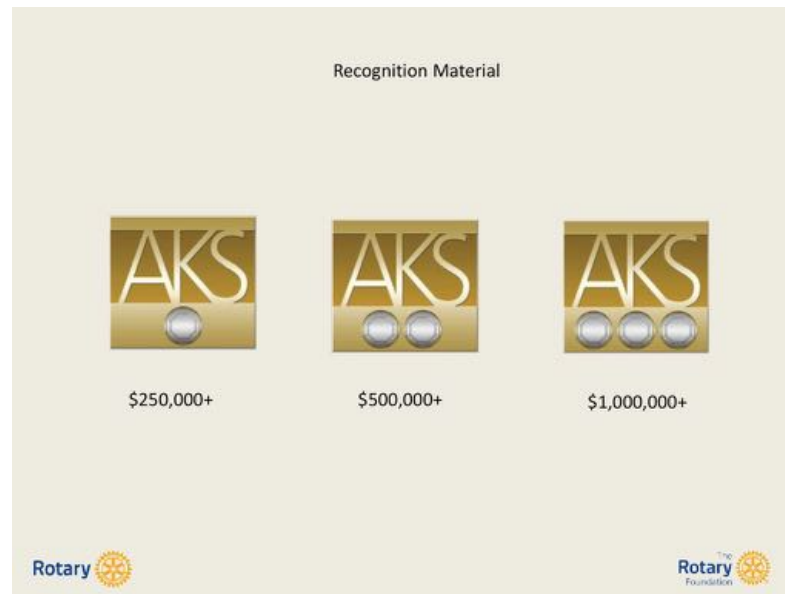 Recognition Material
AKS
AKS
AKS
$250,000+
$500,000+
$1,000,000+
Rotary
The
Rotary
Foundation